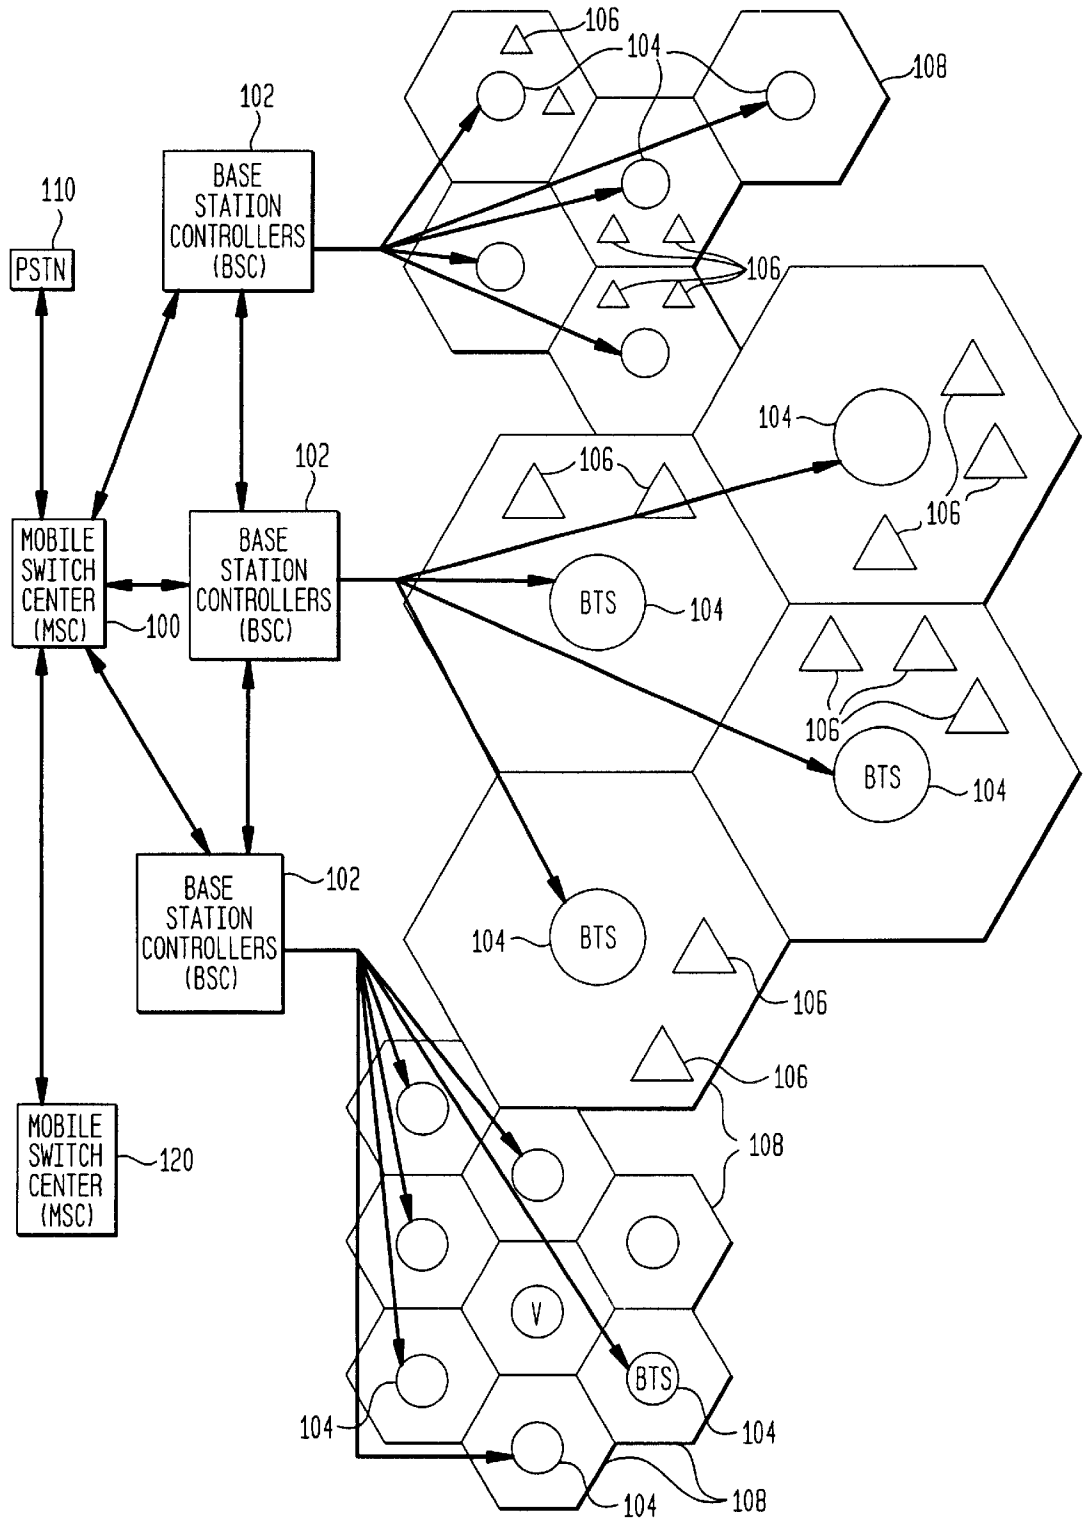 106
104
108
102
BASE
STATION
CONTROLLERS
(BSC)
110
PSTN
106
104
102
106
106
BASE
STATION
CONTROLLERS
(BSC)
MOBILE
SWITCH
CENTER
(MSC)
100
BTS
104
106
BTS
104
102
BASE
STATION
CONTROLLERS
(BSC)
104
BTS
106
106
MOBILE
SWITCH
CENTER
(MSC)
120
108
V
BTS
104
104
104
108